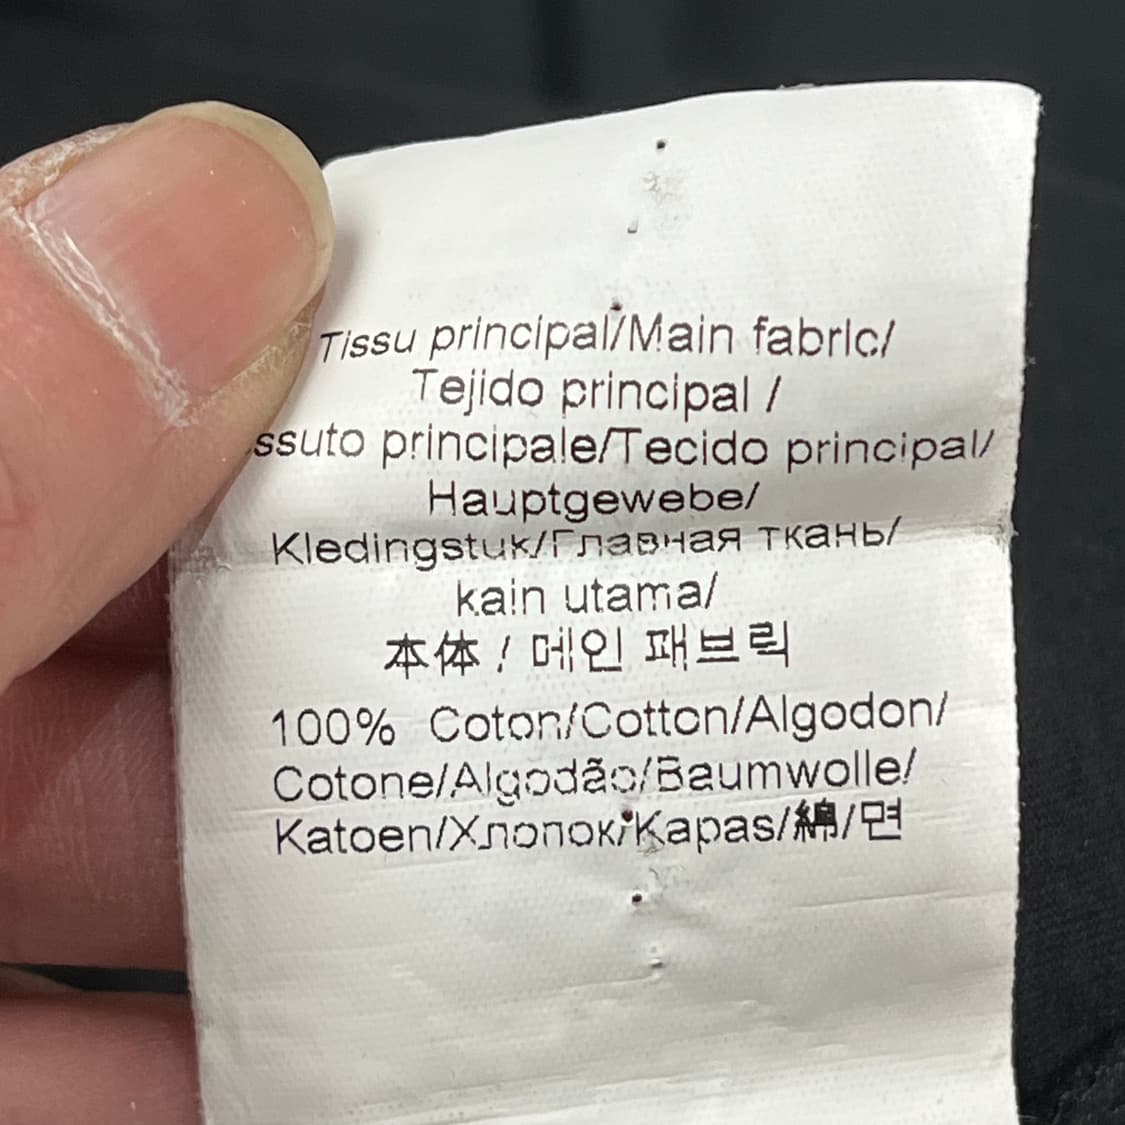 Tissu principal/Main fabric/
Tejido principal /
ssuto principale/Tecido principal/
Hauptgewebe/
Kledingstuk/Главная ткань/
kain utama/
本体 / 메인 패브릭
100% Coton/Cotton/Algodon/
Cotone/Algodão/Baumwolle/
Katoen/Хлопок/Kapas/綿/면